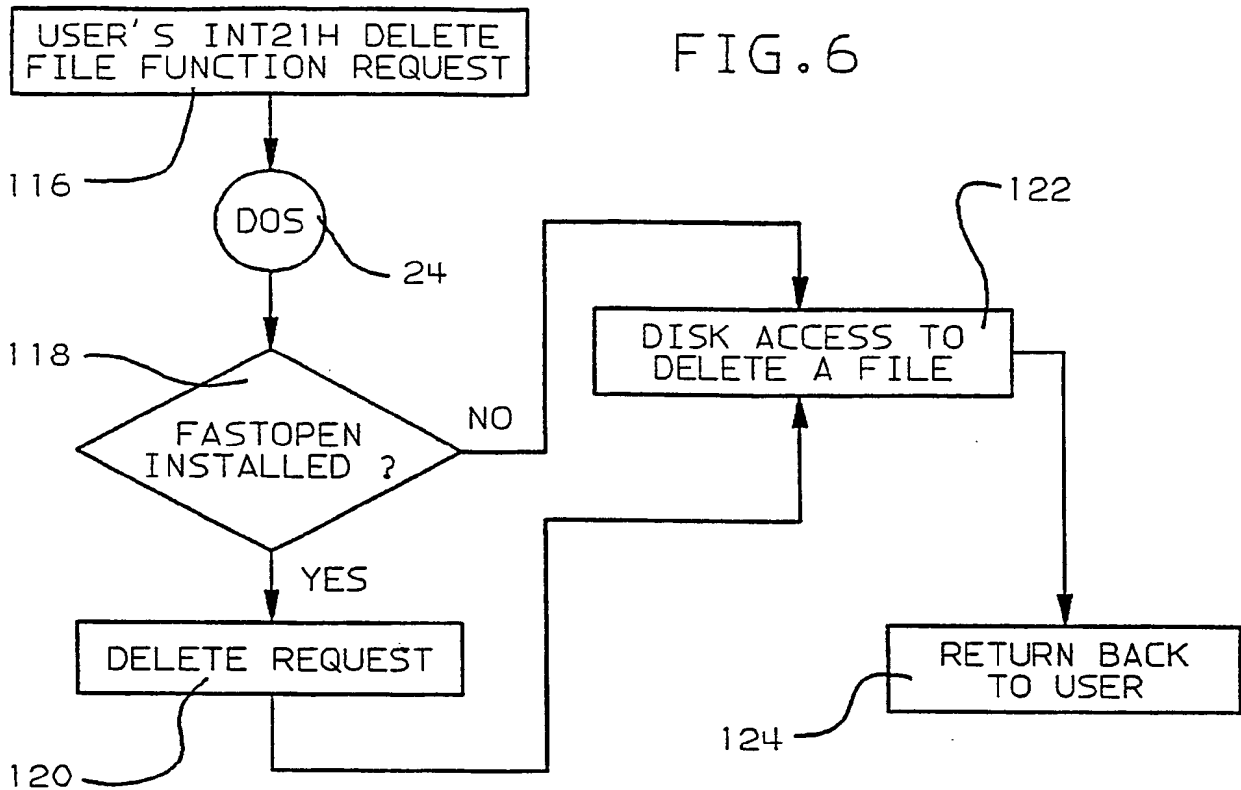 USER'S INT21H DELETE
FILE FUNCTION REQUEST
FIG.6
116
DOS
24
122
118
DISK ACCESS TO
DELETE A FILE
NO
FASTOPEN
INSTALLED ?
YES
DELETE REQUEST
RETURN BACK
TO USER
124
120